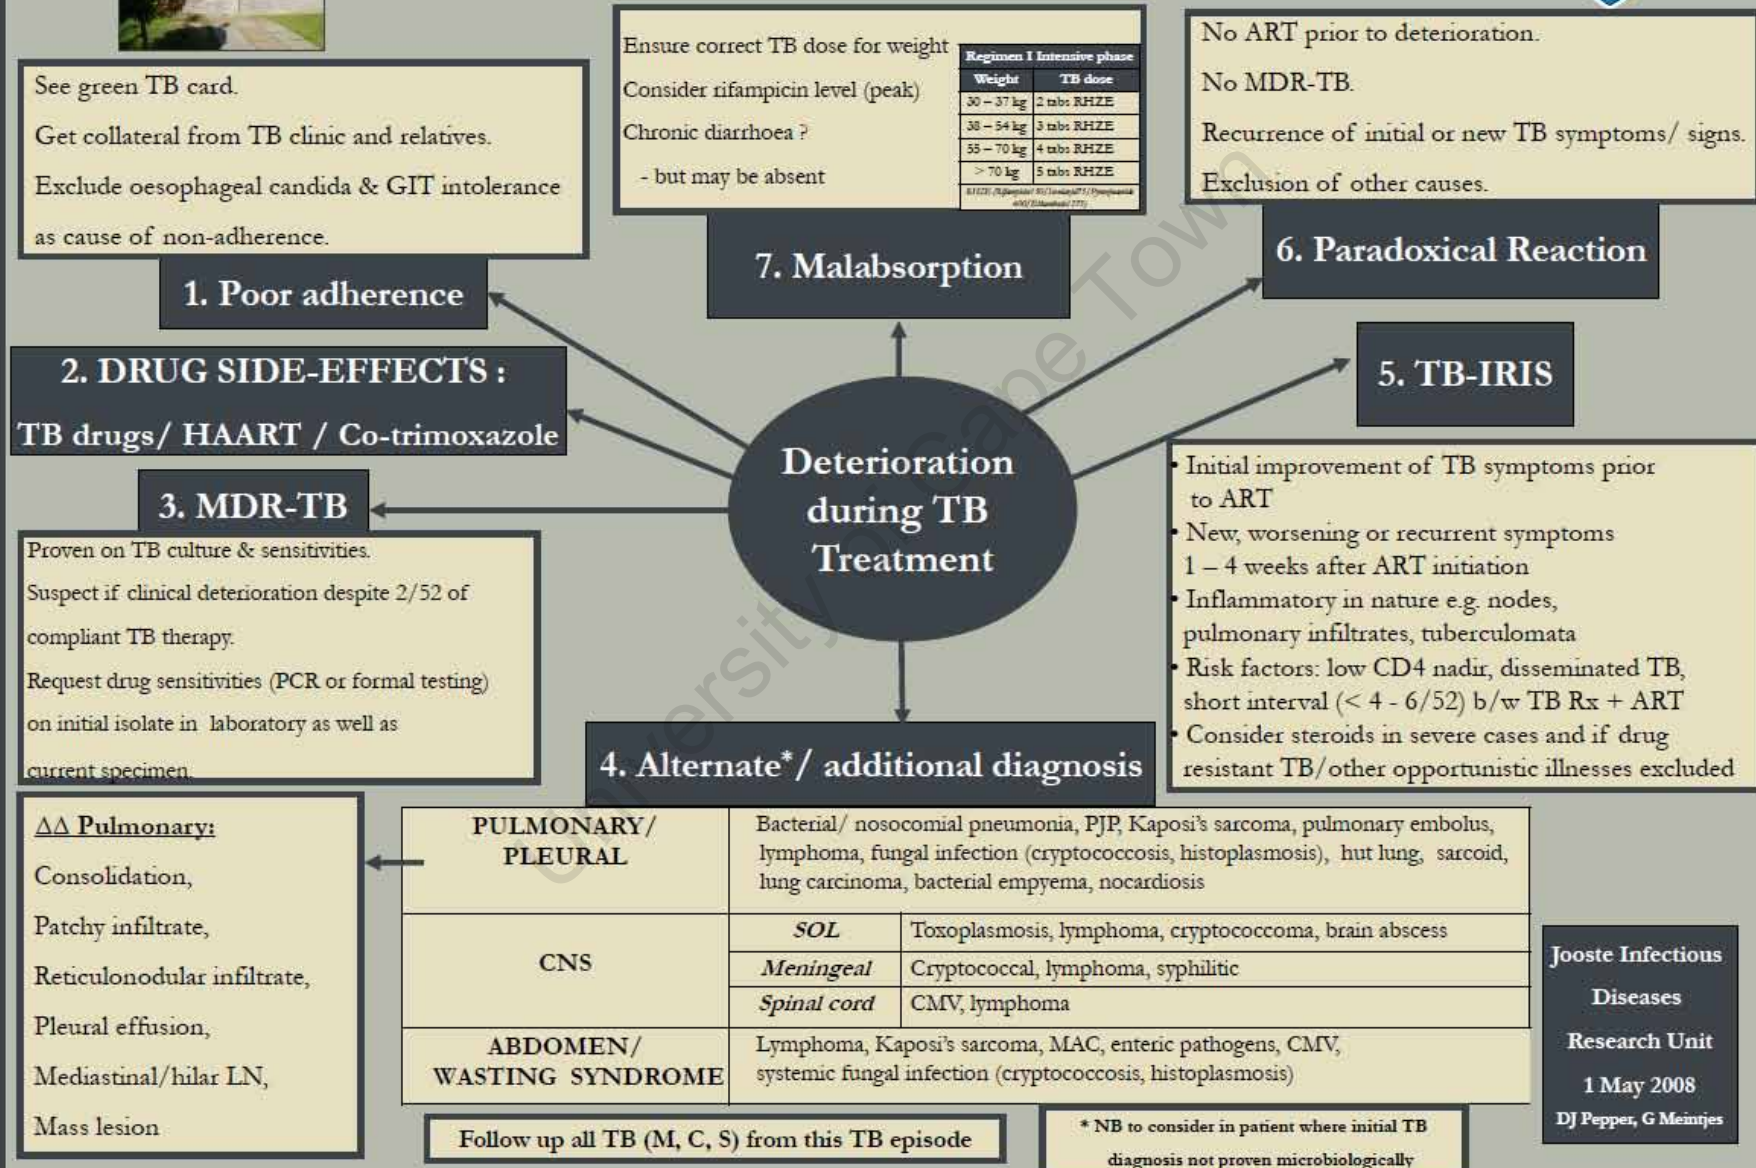 See green TB card.
Get collateral from TB clinic and relatives.
Exclude oesophageal candida & GIT intolerance
as cause of non-adherence.
1. Poor adherence
2. DRUG SIDE-EFFECTS :
TB drugs/ HAART / Co-trimoxazole
3. MDR-TB
Proven on TB culture & sensitivities.
Suspect if clinical deterioration despite 2/52 of
compliant TB therapy.
Request drug sensitivities (PCR or formal testing)
on initial isolate in laboratory as well as
current specimen.
Ensure correct TB dose for weight
Consider rifampicin level (peak)
Chronic diarrhoea ?
- but may be absent
Regimen I Intensive phase
Weight TB dose
30 – 37 kg 2 tabs RHZE
38 – 54 kg 3 tabs RHZE
55 – 70 kg 4 tabs RHZE
> 70 kg 5 tabs RHZE
7. Malabsorption
No ART prior to deterioration.
No MDR-TB.
Recurrence of initial or new TB symptoms/ signs.
Exclusion of other causes.
6. Paradoxical Reaction
5. TB-IRIS
• Initial improvement of TB symptoms prior
to ART
• New, worsening or recurrent symptoms
1 – 4 weeks after ART initiation
• Inflammatory in nature e.g. nodes,
pulmonary infiltrates, tuberculomata
• Risk factors: low CD4 nadir, disseminated TB,
short interval (< 4 - 6/52) b/w TB Rx + ART
• Consider steroids in severe cases and if drug
resistant TB/other opportunistic illnesses excluded
Deterioration
during TB
Treatment
4. Alternate*/ additional diagnosis
ΔΔ Pulmonary:
Consolidation,
Patchy infiltrate,
Reticulonodular infiltrate,
Pleural effusion,
Mediastinal/hilar LN,
Mass lesion
PULMONARY/
PLEURAL
Bacterial/ nosocomial pneumonia, PJP, Kaposi's sarcoma, pulmonary embolus,
lymphoma, fungal infection (cryptococcosis, histoplasmosis), hut lung, sarcoid,
lung carcinoma, bacterial empyema, nocardiosis
CNS
SOL Toxoplasmosis, lymphoma, cryptococcoma, brain abscess
Meningeal Cryptococcal, lymphoma, syphilitic
Spinal cord CMV, lymphoma
ABDOMEN/
WASTING SYNDROME
Lymphoma, Kaposi's sarcoma, MAC, enteric pathogens, CMV,
systemic fungal infection (cryptococcosis, histoplasmosis)
Follow up all TB (M, C, S) from this TB episode
* NB to consider in patient where initial TB
diagnosis not proven microbiologically
Jooste Infectious
Diseases
Research Unit
1 May 2008
DJ Pepper, G Meintjes
University of Cape Town